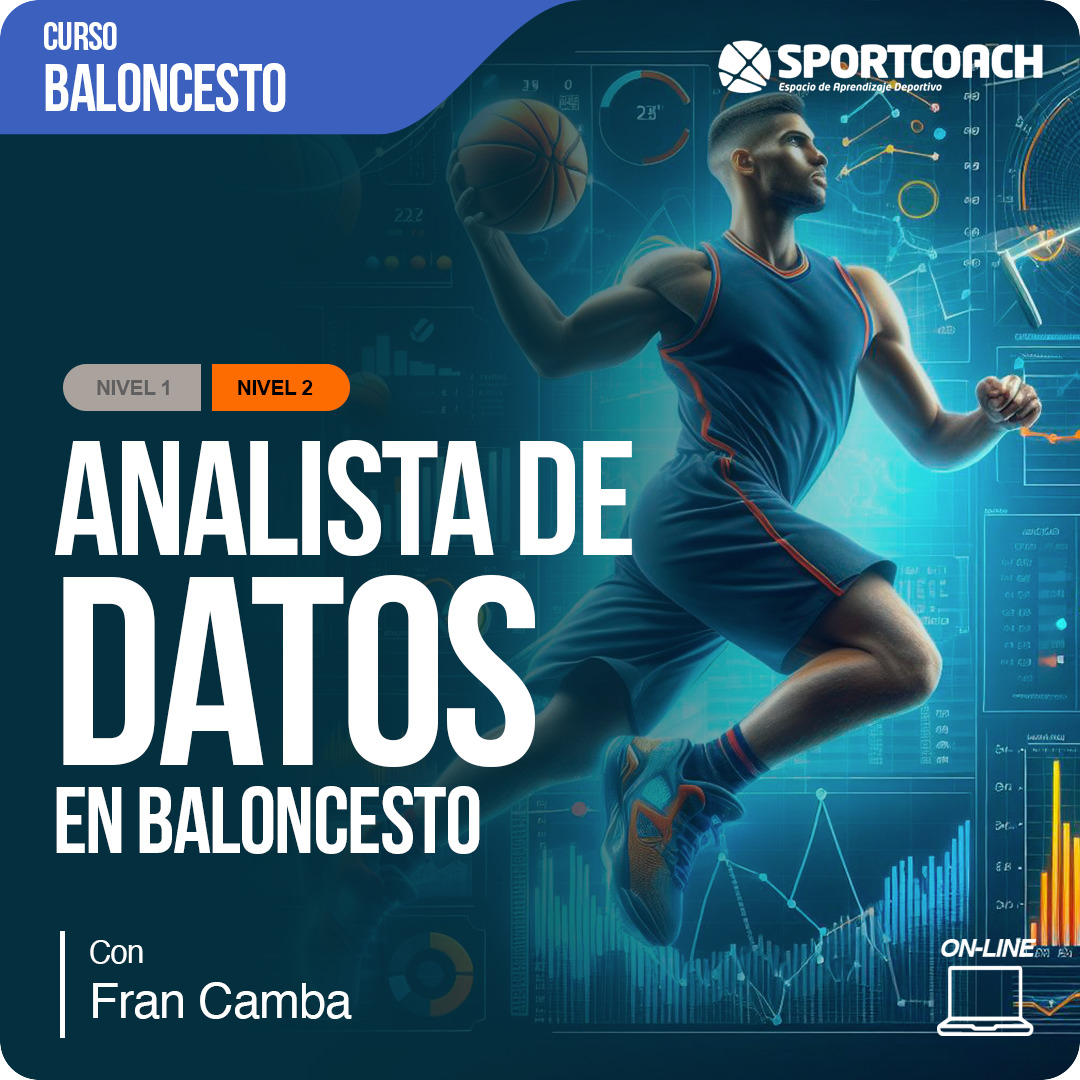 CURSO
BALONCESTO
SPORTCOACH
Espacio de Aprendizaje Deportivo
NIVEL 1
NIVEL 2
ANALISTA DE
DATOS
EN BALONCESTO
Con
Fran Camba
ON-LINE